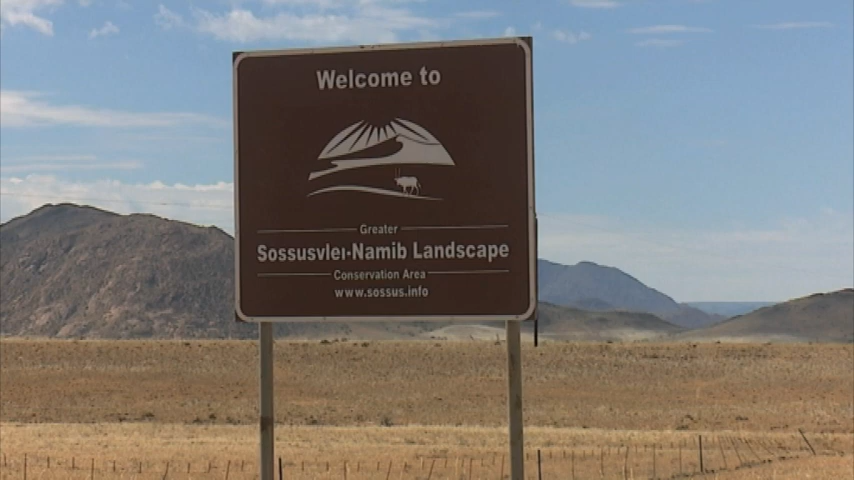 Welcome to
Greater
Sossusvlei-Namib Landscape
Conservation Area
www.sossus.info